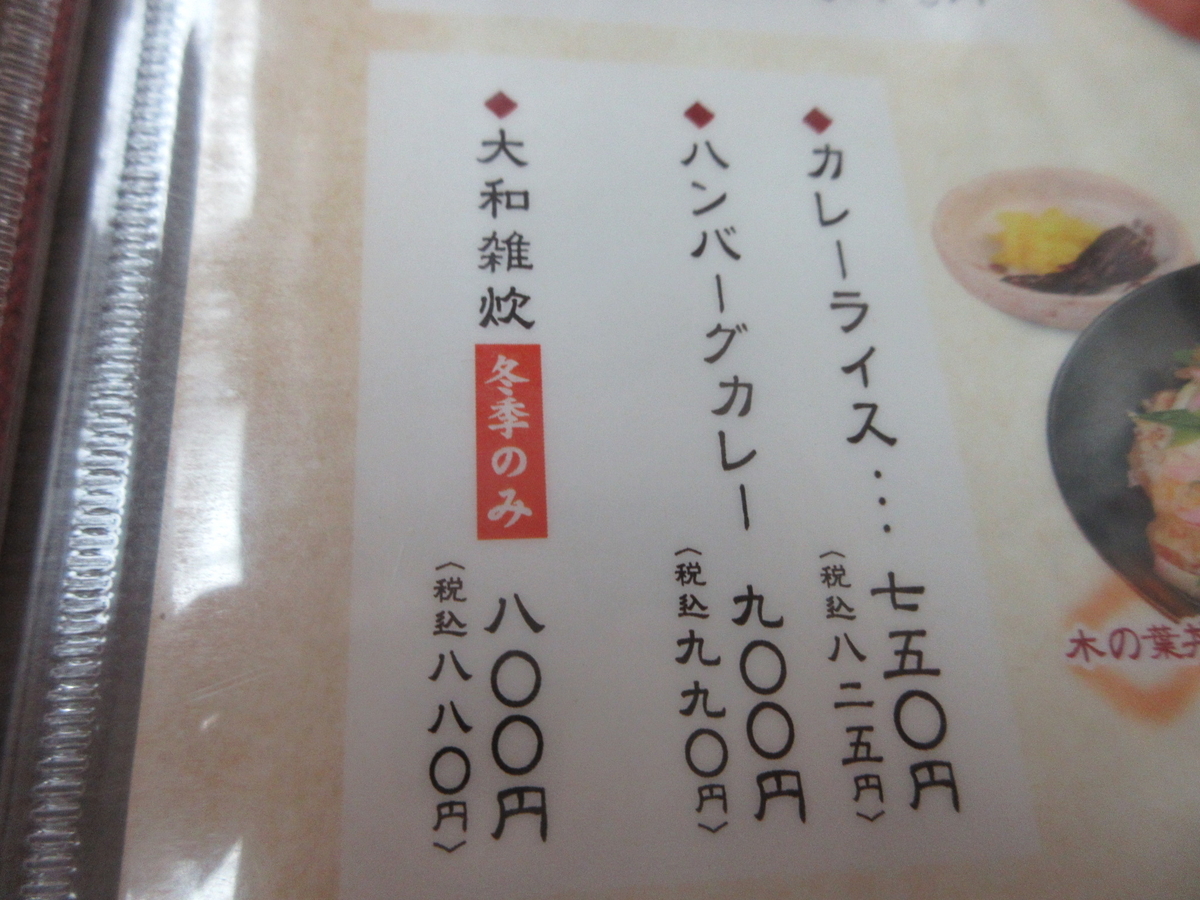 木の葉丼
◆カレーライス… 七五〇円
〈税込八二五円〉
◆ハンバーグカレー 九〇〇円
〈税込九九〇円〉
◆大和雑炊 冬季のみ 八〇〇円
〈税込八八〇円〉